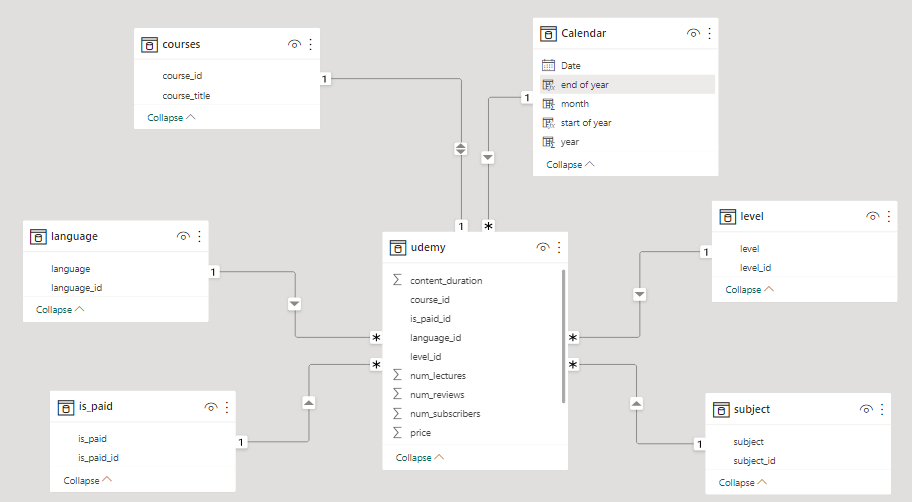 courses
course_id
course_title
Collapse
1
Calendar
Date
end of year
month
start of year
year
Collapse
1
language
language
language_id
Collapse
1
udemy
content_duration
course_id
is_paid_id
language_id
level_id
num_lectures
num_reviews
num_subscribers
price
Collapse
1
*
*
*
*
*
level
level
level_id
Collapse
1
is_paid
is_paid
is_paid_id
Collapse
1
subject
subject
subject_id
Collapse
1